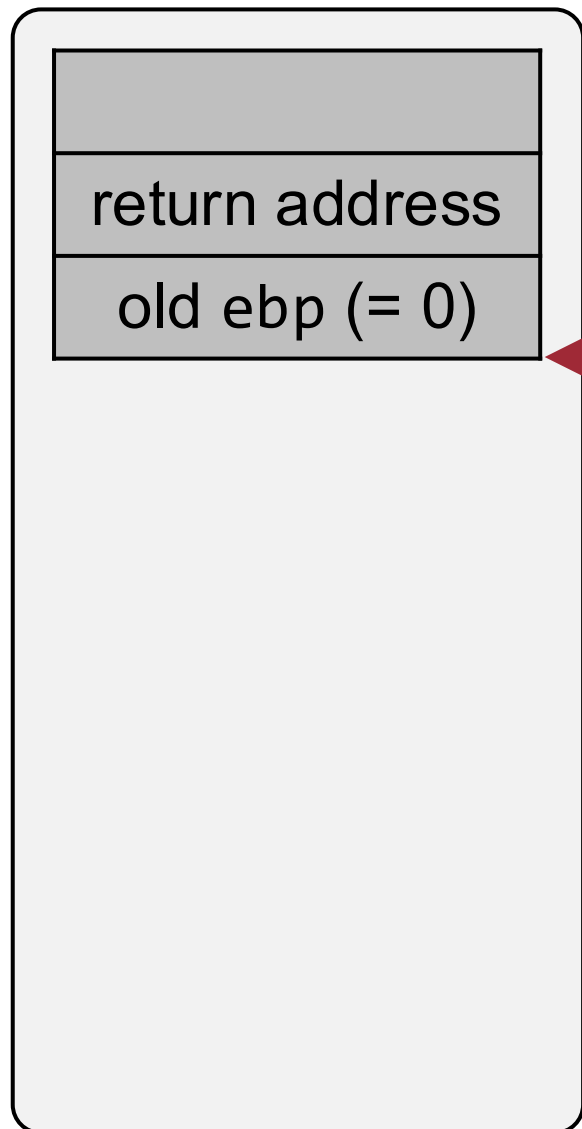 return address
old ebp (= 0)